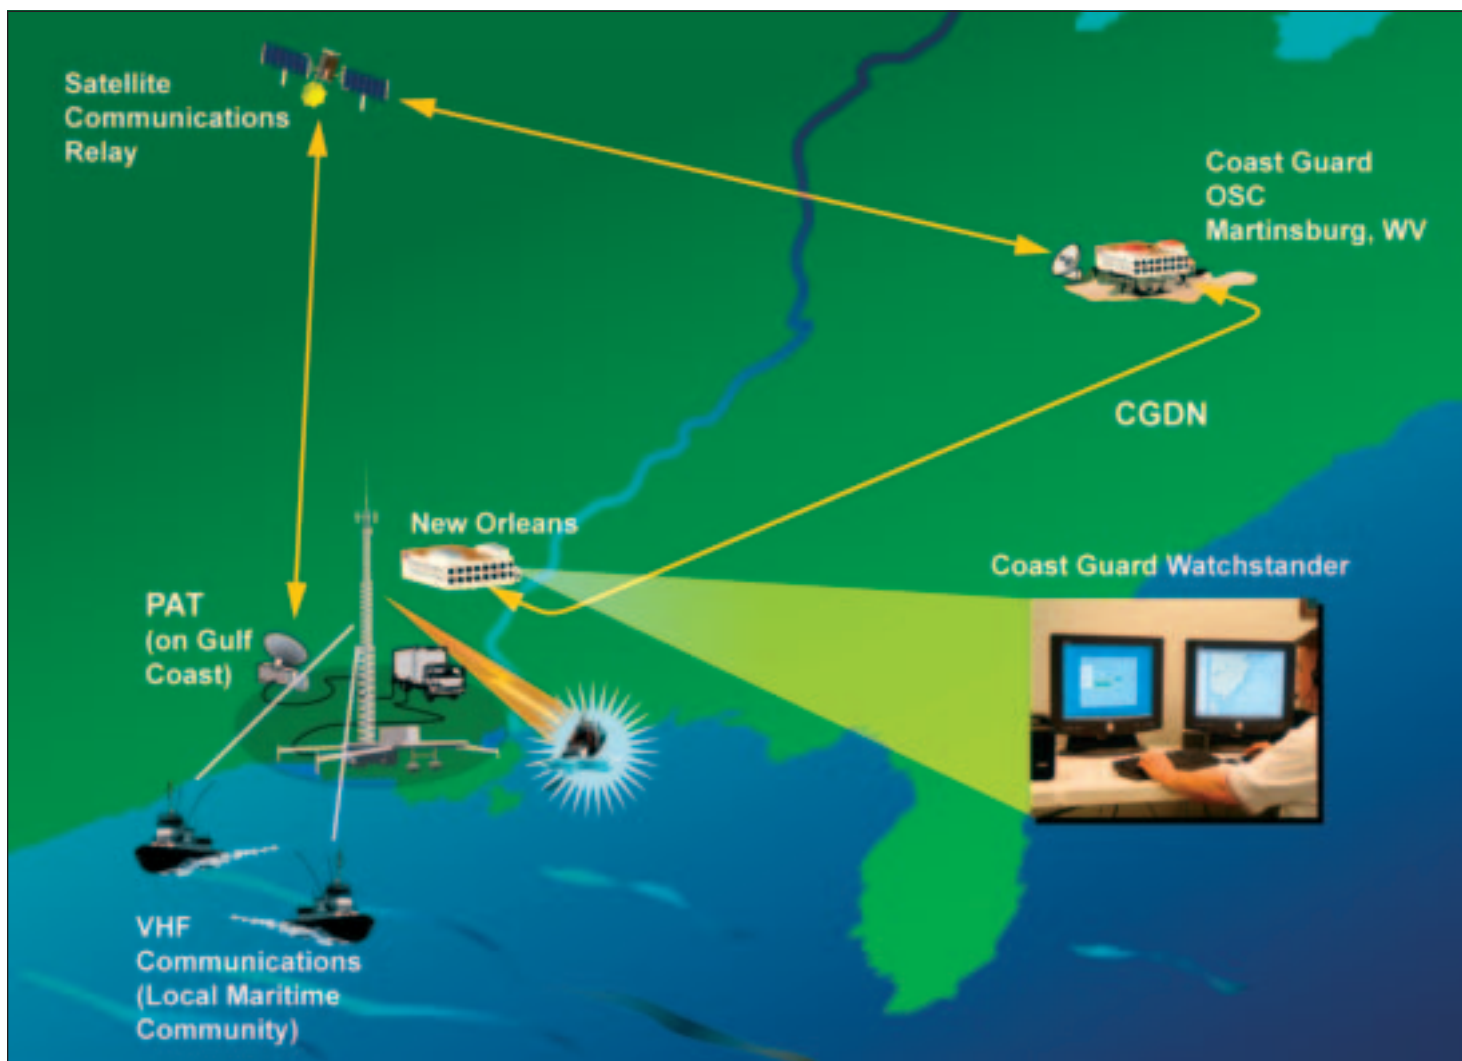 Satellite
Communications
Relay
Coast Guard
OSC
Martinsburg, WV
CGDN
New Orleans
Coast Guard Watchstander
PAT
(on Gulf
Coast)
VHF
Communications
(Local Maritime
Community)